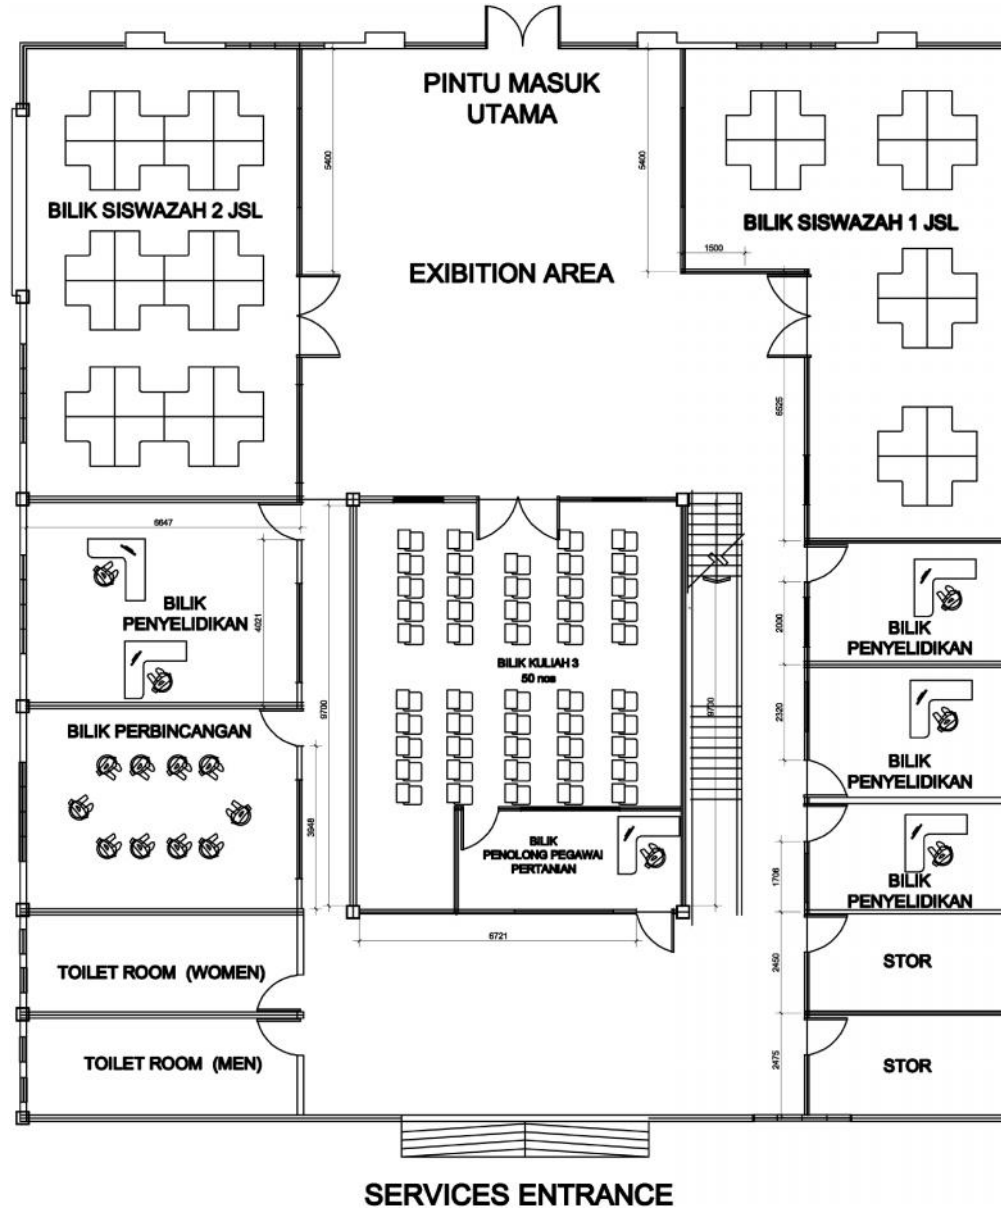 PINTU MASUK
UTAMA
5400
5400
BILIK SISWAZAH 2 JSL
BILIK SISWAZAH 1 JSL
1500
EXIBITION AREA
6525
6647
BILIK
PENYELIDIKAN
4021
2000
BILIK
PENYELIDIKAN
BILIK KULIAH 3
50 nos
9700
9700
2320
BILIK PERBINCANGAN
BILIK
PENYELIDIKAN
3948
BILIK
PENOLONG PEGAWAI
PERTANIAN
1706
BILIK
PENYELIDIKAN
6721
TOILET ROOM (WOMEN)
2450
STOR
TOILET ROOM (MEN)
2475
STOR
SERVICES ENTRANCE